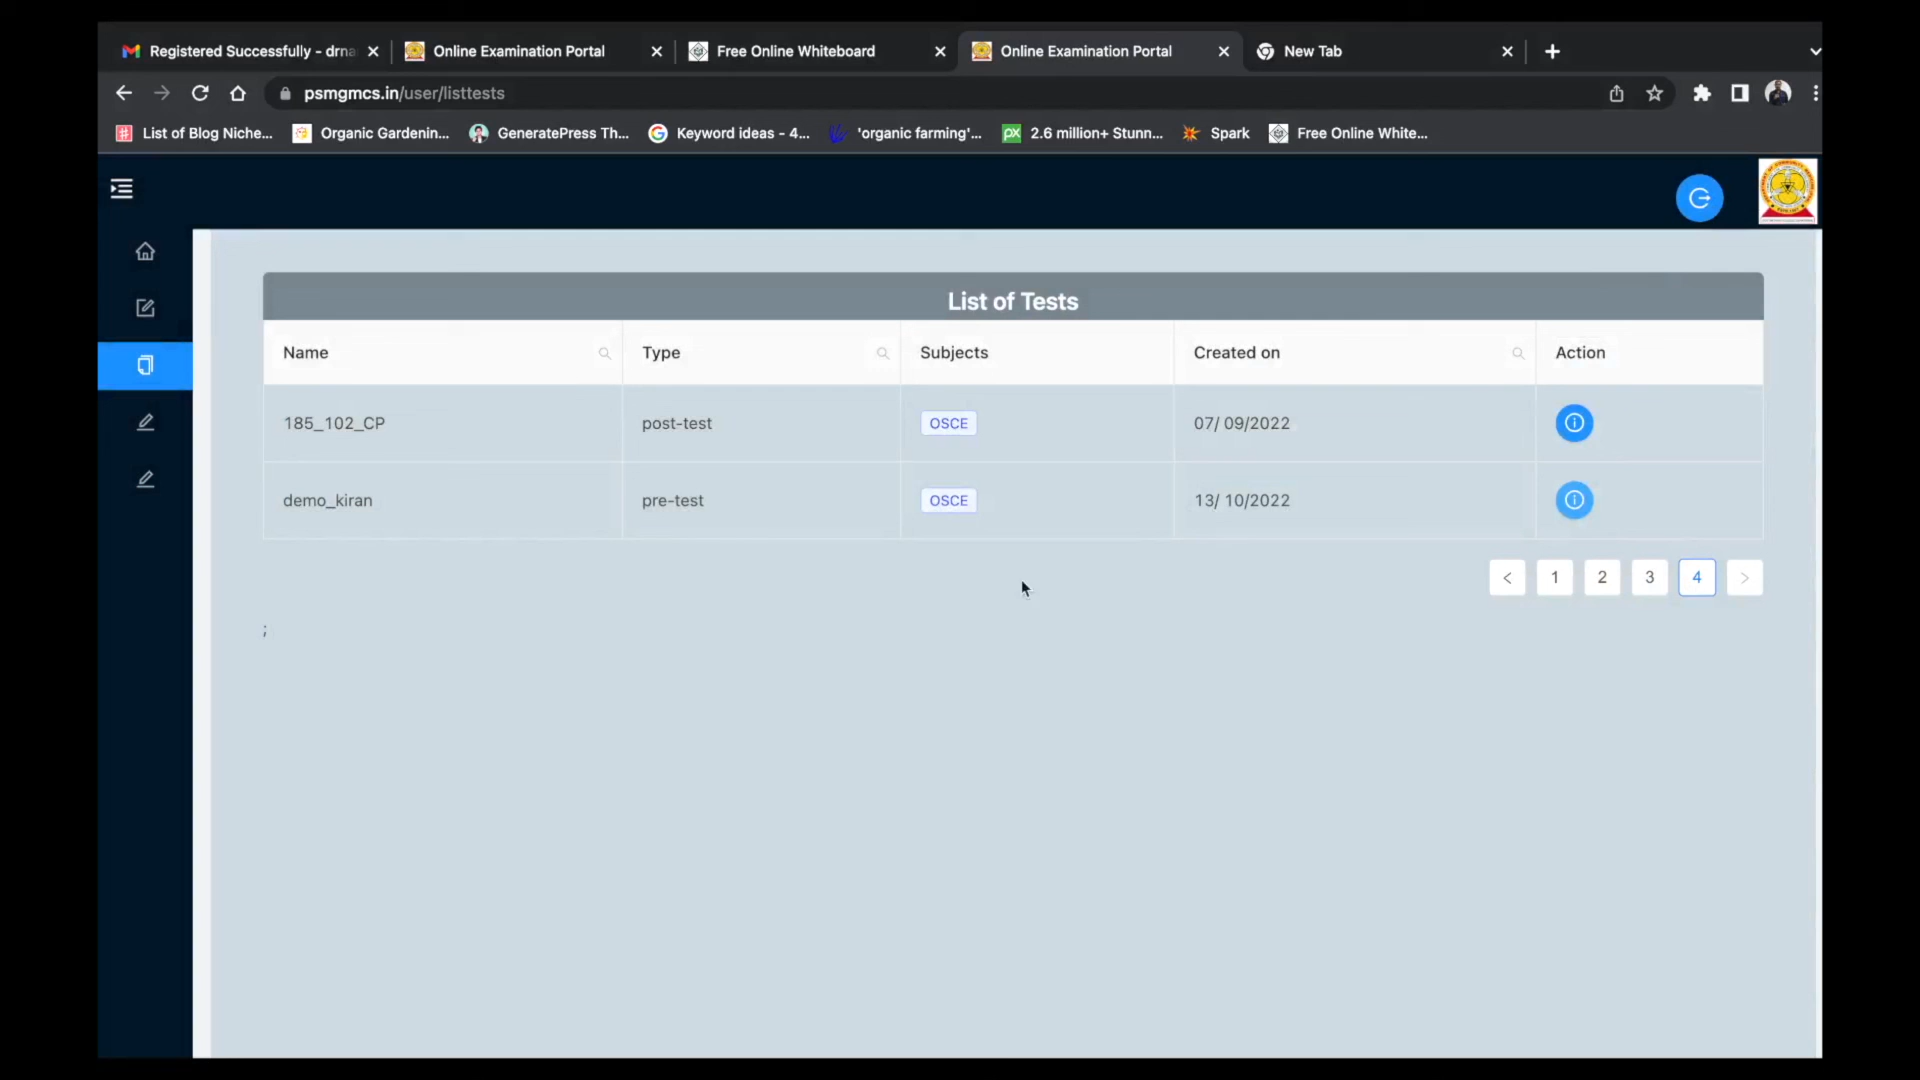 Registered Successfully - drna
Online Examination Portal
Free Online Whiteboard
Online Examination Portal
New Tab
psmgmcs.in/user/listtests
List of Blog Niche...
Organic Gardenin...
GeneratePress Th...
Keyword ideas - 4...
'organic farming'...
px 2.6 million+ Stunn...
Spark
Free Online White...
List of Tests
Name Type Subjects Created on Action
185_102_CP post-test OSCE 07/ 09/2022
demo_kiran pre-test OSCE 13/ 10/2022
< 1 2 3 4 >
;